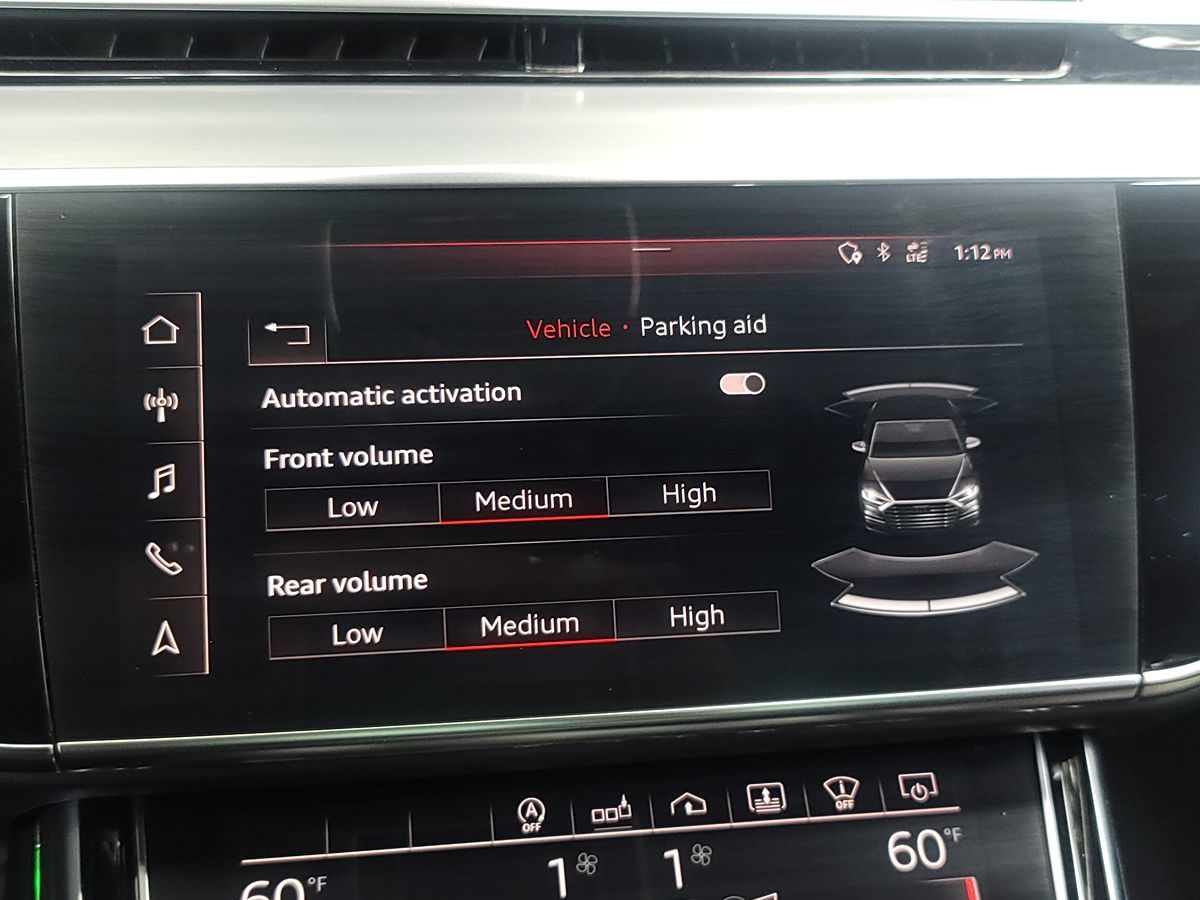 LTE 1:12 PM
Vehicle • Parking aid
Automatic activation
Front volume
Low Medium High
Rear volume
Low Medium High
A OFF OFF
60°F 1 1 60°F